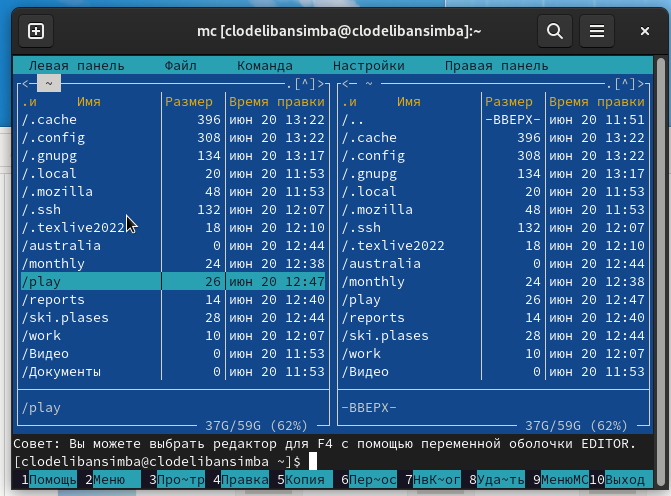 mc [clodelibansimba@clodelibansimba]:~
Левая панель Файл Команда Настройки Правая панель
<─ ~ ─.[^]> <─ ~ ─.[^]>
.и Имя Размер Время правки .и Имя Размер Время правки
/.cache 396 июн 20 13:22 /.. -ВВЕРХ- июн 20 11:51
/.config 308 июн 20 13:22 /.cache 396 июн 20 13:22
/.gnupg 134 июн 20 13:17 /.config 308 июн 20 13:22
/.local 20 июн 20 11:53 /.gnupg 134 июн 20 13:17
/.mozilla 48 июн 20 11:53 /.local 20 июн 20 11:53
/.ssh 132 июн 20 12:07 /.mozilla 48 июн 20 11:53
/.texlive2022 18 июн 20 12:10 /.ssh 132 июн 20 12:07
/australia 0 июн 20 12:44 /.texlive2022 18 июн 20 12:10
/monthly 24 июн 20 12:38 /australia 0 июн 20 12:44
/play 26 июн 20 12:47 /monthly 24 июн 20 12:38
/reports 14 июн 20 12:40 /play 26 июн 20 12:47
/ski.plases 28 июн 20 12:44 /reports 14 июн 20 12:40
/work 10 июн 20 12:07 /ski.plases 28 июн 20 12:44
/Видео 0 июн 20 11:53 /work 10 июн 20 12:07
/Документы 0 июн 20 11:53 /Видео 0 июн 20 11:53
/play -ВВЕРХ-
37G/59G (62%) 37G/59G (62%)
Совет: Вы можете выбрать редактор для F4 с помощью переменной оболочки EDITOR.
[clodelibansimba@clodelibansimba ~]$
1Помощь 2Меню 3Про~тр 4Правка 5Копия 6Пер~ос 7НвК~ог 8Уда~ть 9МенюMC 10Выход